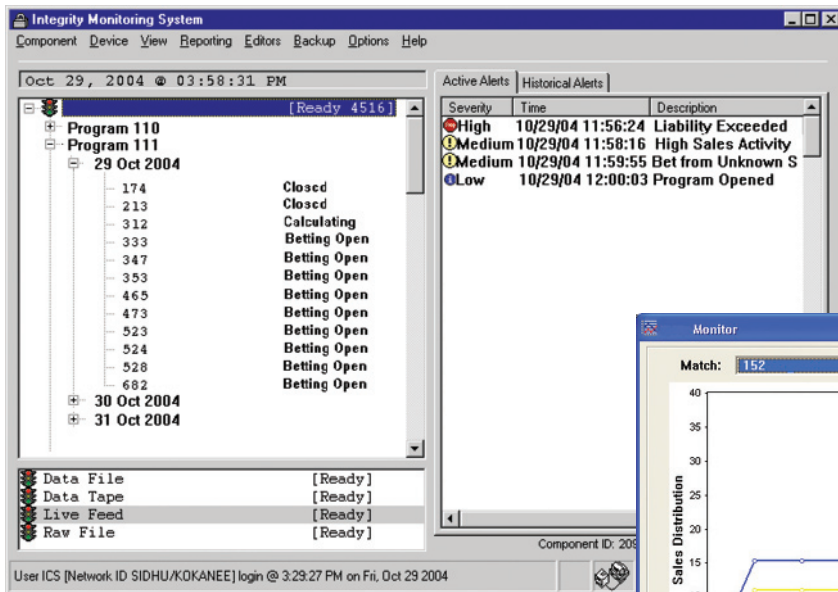 Integrity Monitoring System
Component Device View Reporting Editors Backup Options Help
Oct 29, 2004 @ 03:58:31 PM
[Ready 4516]
Program 110
Program 111
29 Oct 2004
174 Closed
213 Closed
312 Calculating
333 Betting Open
347 Betting Open
353 Betting Open
465 Betting Open
473 Betting Open
523 Betting Open
524 Betting Open
528 Betting Open
682 Betting Open
30 Oct 2004
31 Oct 2004
Data File [Ready]
Data Tape [Ready]
Live Feed [Ready]
Raw File [Ready]
Active Alerts Historical Alerts
Severity Time Description
High 10/29/04 11:56:24 Liability Exceeded
Medium 10/29/04 11:58:16 High Sales Activity
Medium 10/29/04 11:59:55 Bet from Unknown S
Low 10/29/04 12:00:03 Program Opened
Component ID: 209
User ICS [Network ID SIDHU/KOKANEE] login @ 3:29:27 PM on Fri, Oct 29 2004
Monitor
Match: 152
Sales Distribution
40
35
30
25
20
15